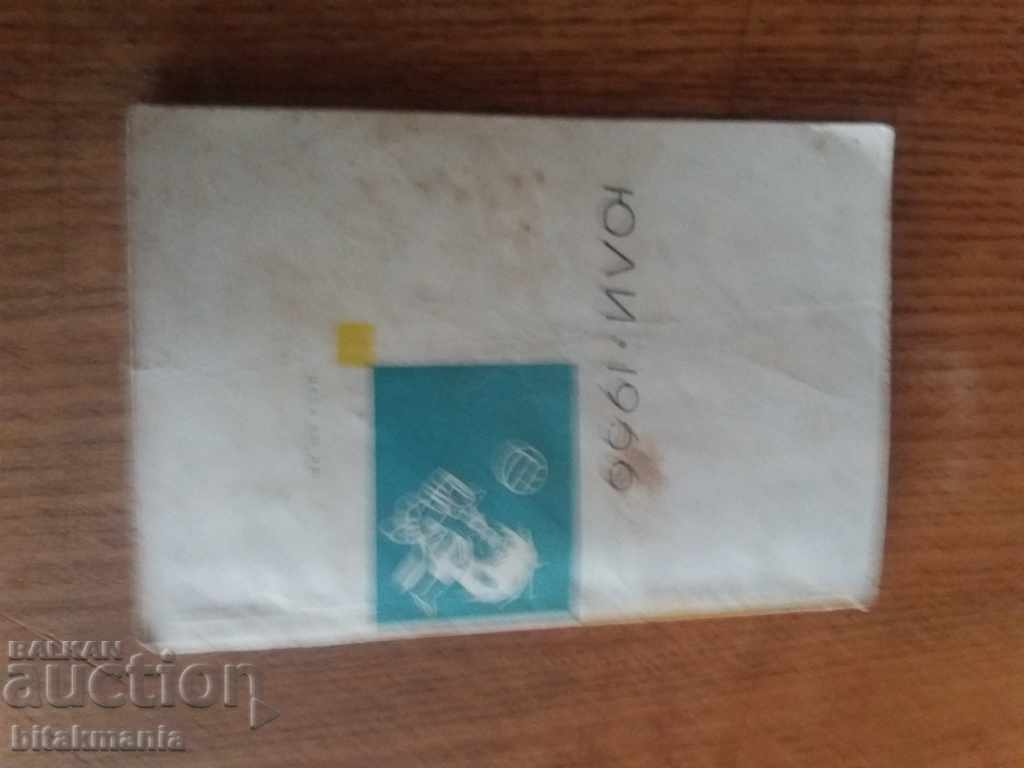 ЮЛИ, 1966
BALKAN
auction
bitakmania